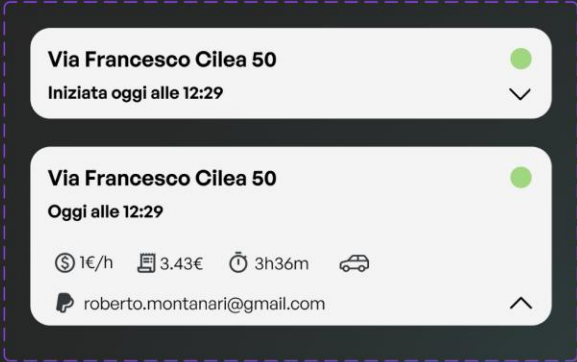 Via Francesco Cilea 50
Iniziata oggi alle 12:29
Via Francesco Cilea 50
Oggi alle 12:29
1€/h 3.43€ 3h36m
roberto.montanari@gmail.com